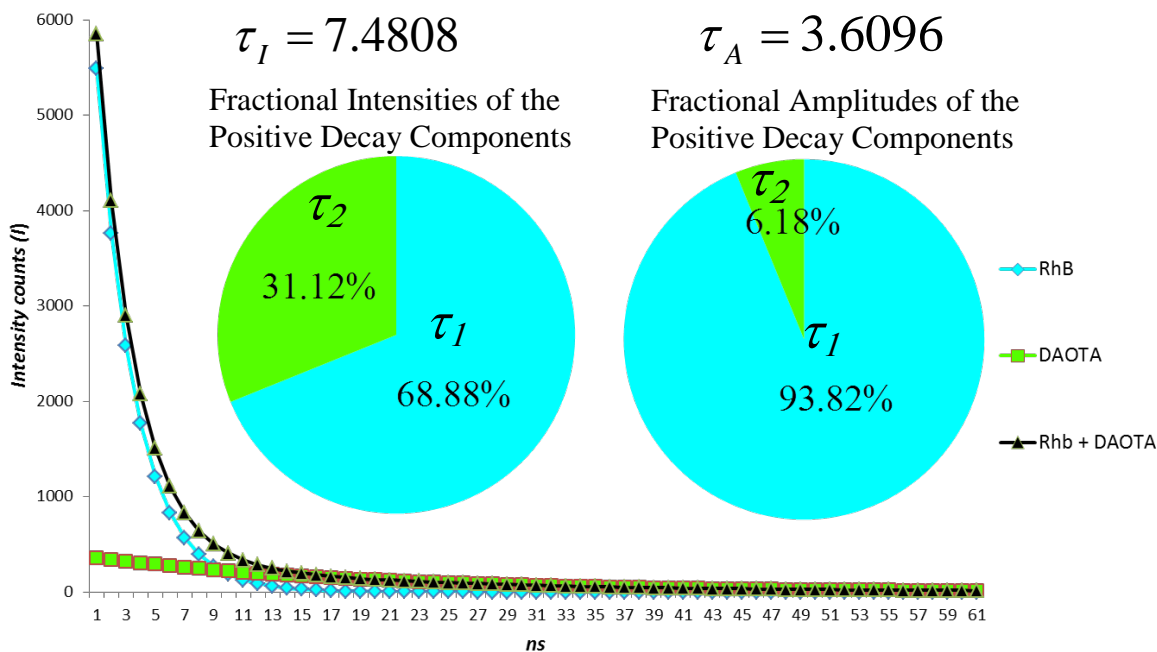 τI = 7.4808
τA = 3.6096
Fractional Intensities of the
Positive Decay Components
Fractional Amplitudes of the
Positive Decay Components
τ2
31.12%
τ1
68.88%
τ2
6.18%
τ1
93.82%
RhB
DAOTA
Rhb + DAOTA
Intensity counts (I)
6000
5000
4000
3000
2000
1000
0
1 3 5 7 9 11 13 15 17 19 21 23 25 27 29 31 33 35 37 39 41 43 45 47 49 51 53 55 57 59 61
ns